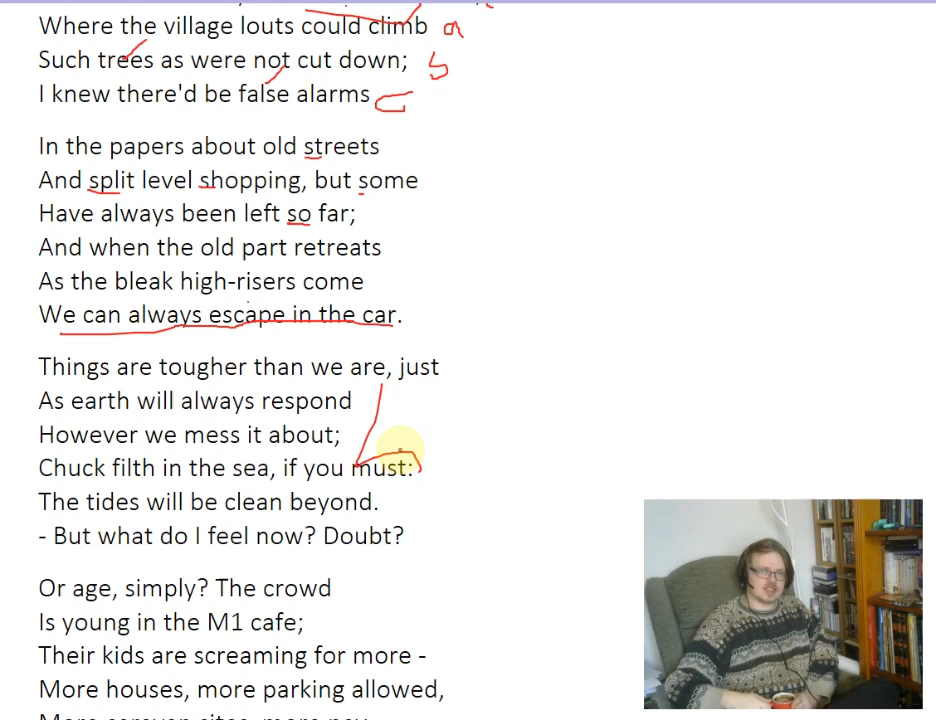 Where the village louts could climb a
Such trees as were not cut down; b
I knew there'd be false alarms c
In the papers about old streets
And split level shopping, but some
Have always been left so far;
And when the old part retreats
As the bleak high-risers come
We can always escape in the car.
Things are tougher than we are, just
As earth will always respond
However we mess it about;
Chuck filth in the sea, if you must:
The tides will be clean beyond.
- But what do I feel now? Doubt?
Or age, simply? The crowd
Is young in the M1 cafe;
Their kids are screaming for more -
More houses, more parking allowed,
More caravan sites, more pay.